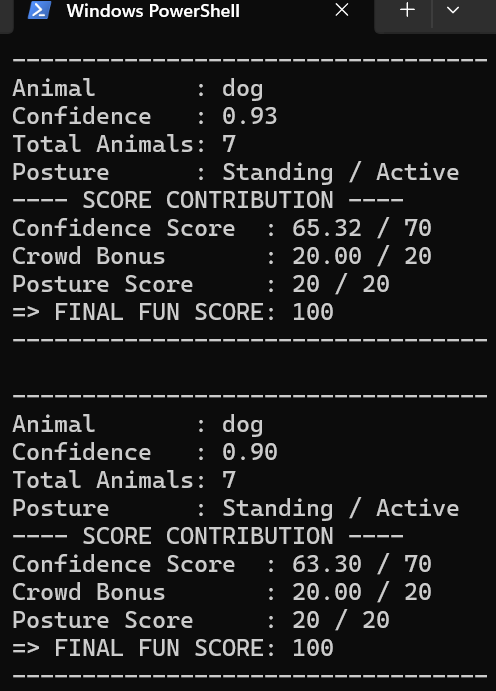 Windows PowerShell
----------------------------------
Animal       : dog
Confidence   : 0.93
Total Animals: 7
Posture      : Standing / Active
---- SCORE CONTRIBUTION ----
Confidence Score  : 65.32 / 70
Crowd Bonus       : 20.00 / 20
Posture Score     : 20 / 20
=> FINAL FUN SCORE: 100
----------------------------------
----------------------------------
Animal       : dog
Confidence   : 0.90
Total Animals: 7
Posture      : Standing / Active
---- SCORE CONTRIBUTION ----
Confidence Score  : 63.30 / 70
Crowd Bonus       : 20.00 / 20
Posture Score     : 20 / 20
=> FINAL FUN SCORE: 100
----------------------------------